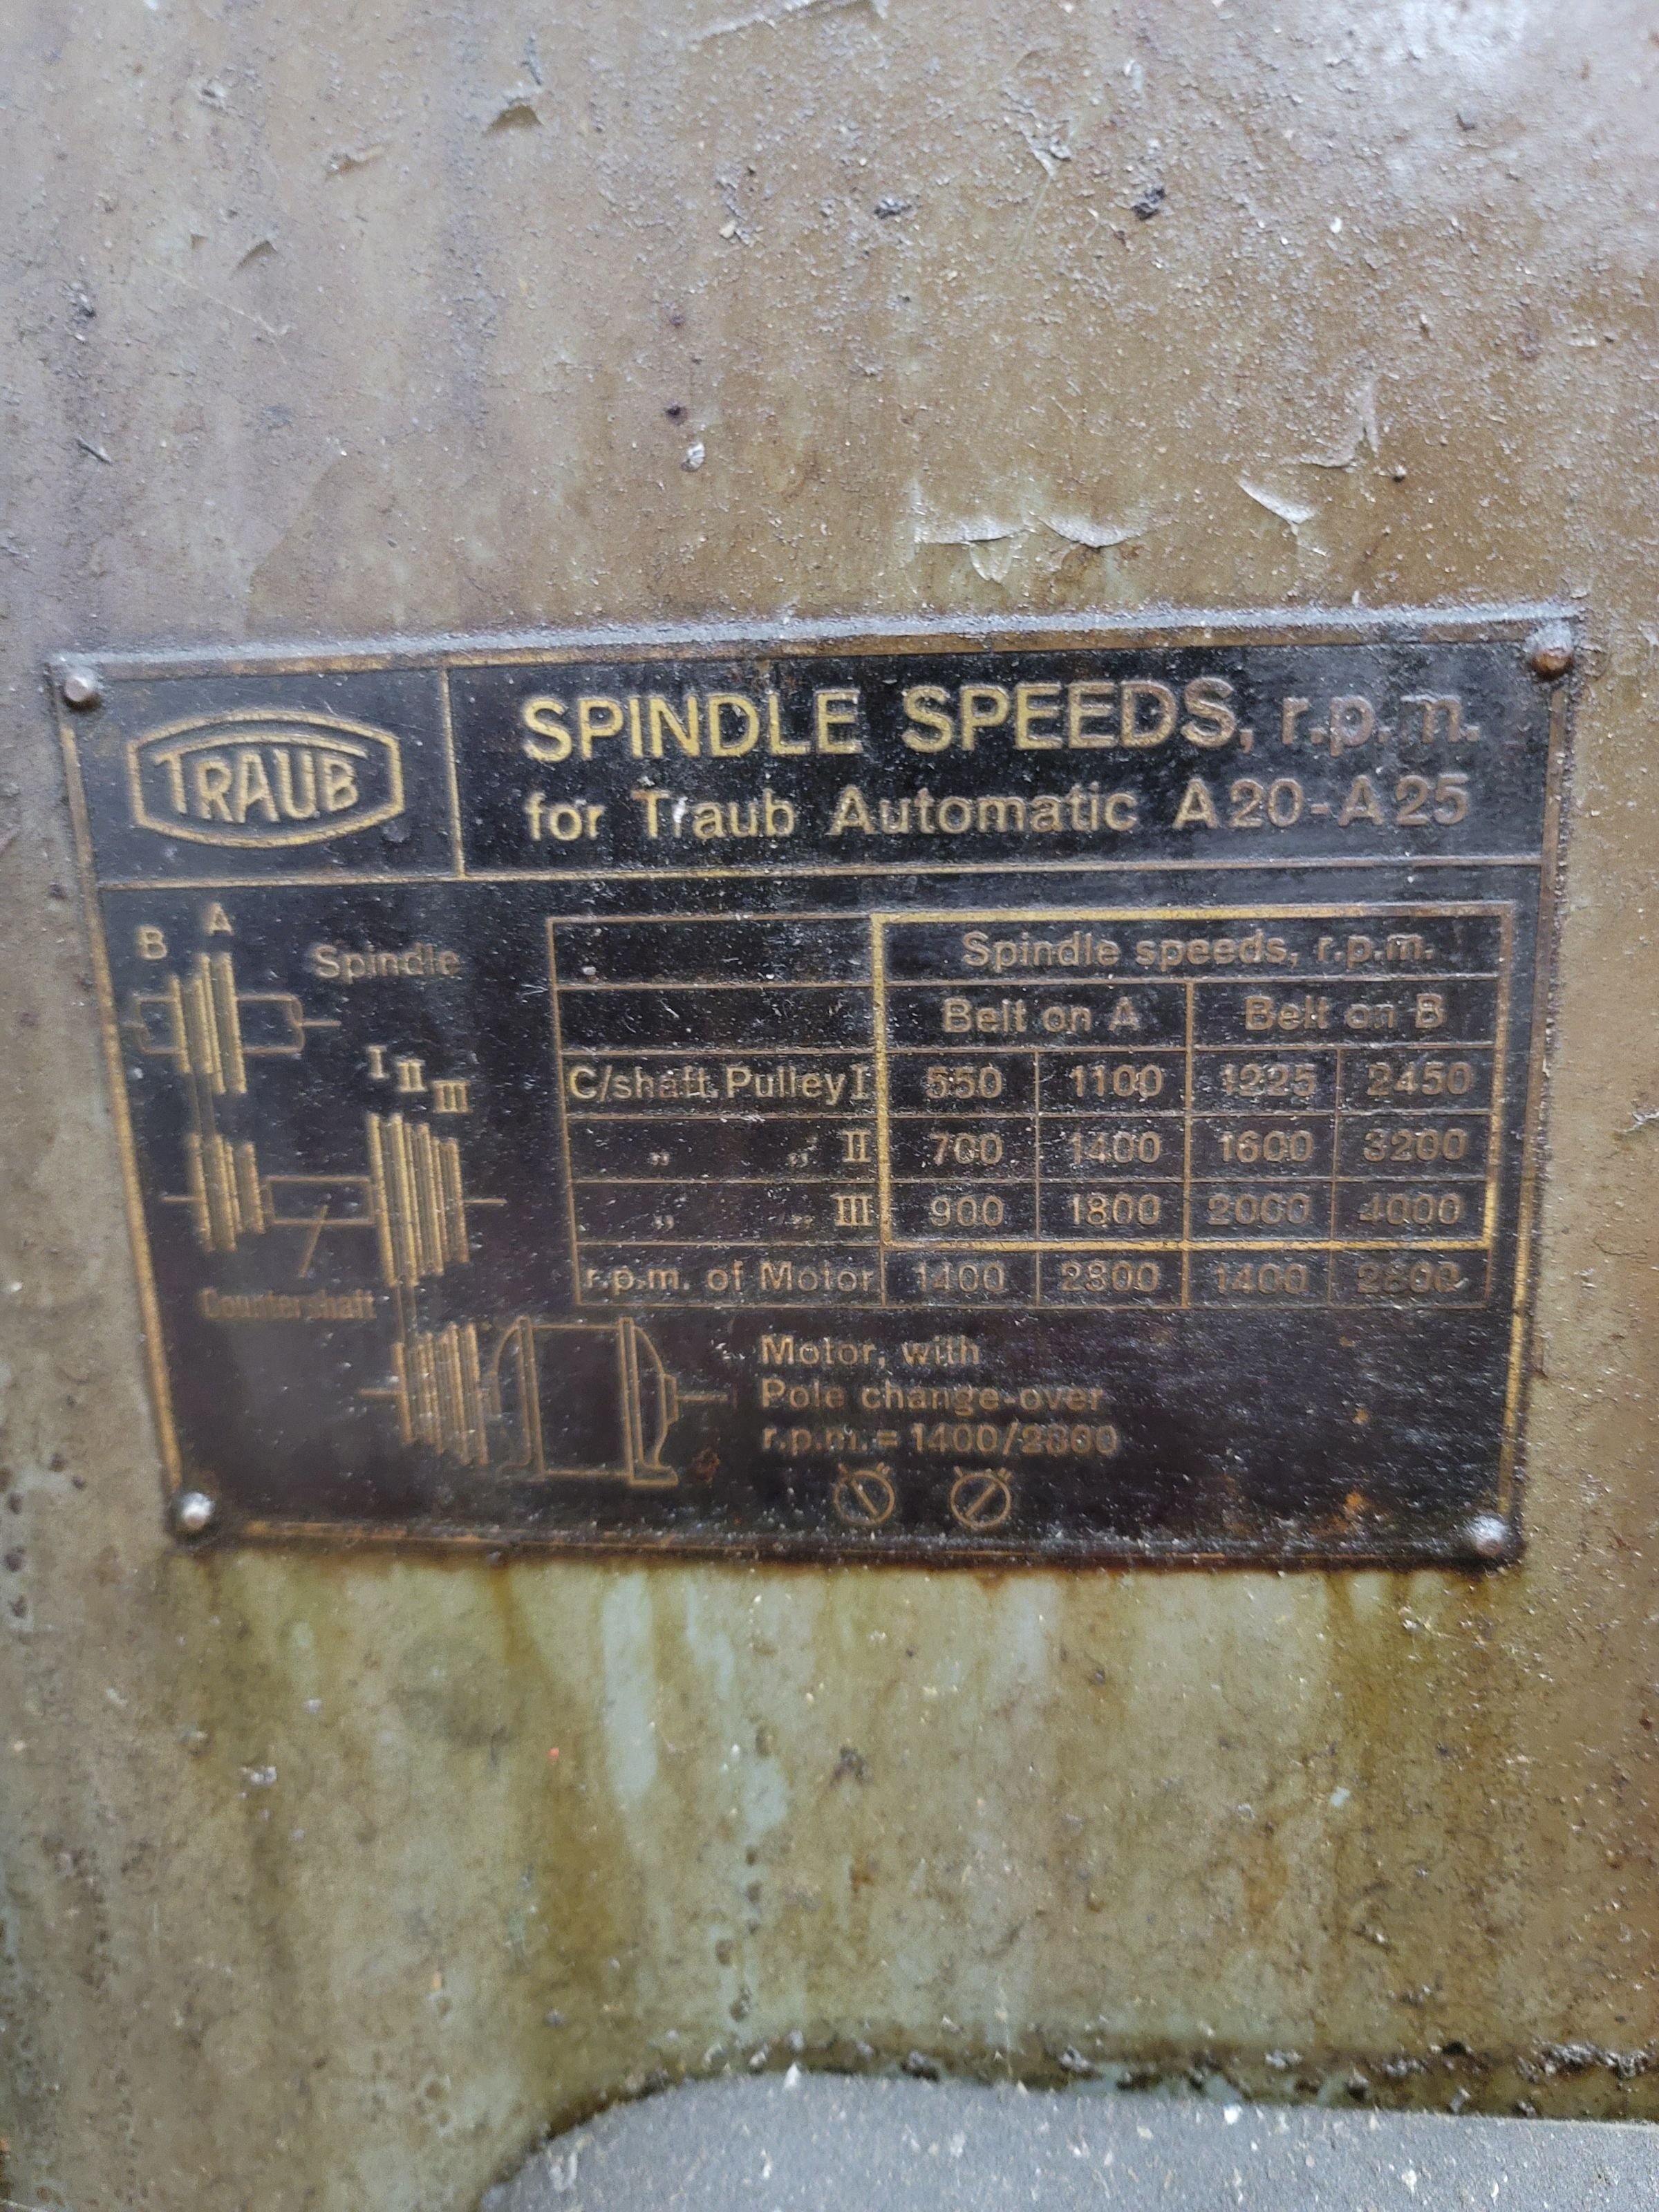 TRAUB
SPINDLE SPEEDS, r.p.m.
for Traub Automatic A20-A25
B A
Spindle
I II III
Countershaft
Spindle speeds, r.p.m.
Belt on A Belt on B
C/shaft Pulley I 550 1100 1225 2450
„ „ II 700 1400 1600 3200
„ „ III 900 1800 2000 4000
r.p.m. of Motor 1400 2800 1400 2800
Motor, with
Pole change-over
r.p.m. = 1400/2800